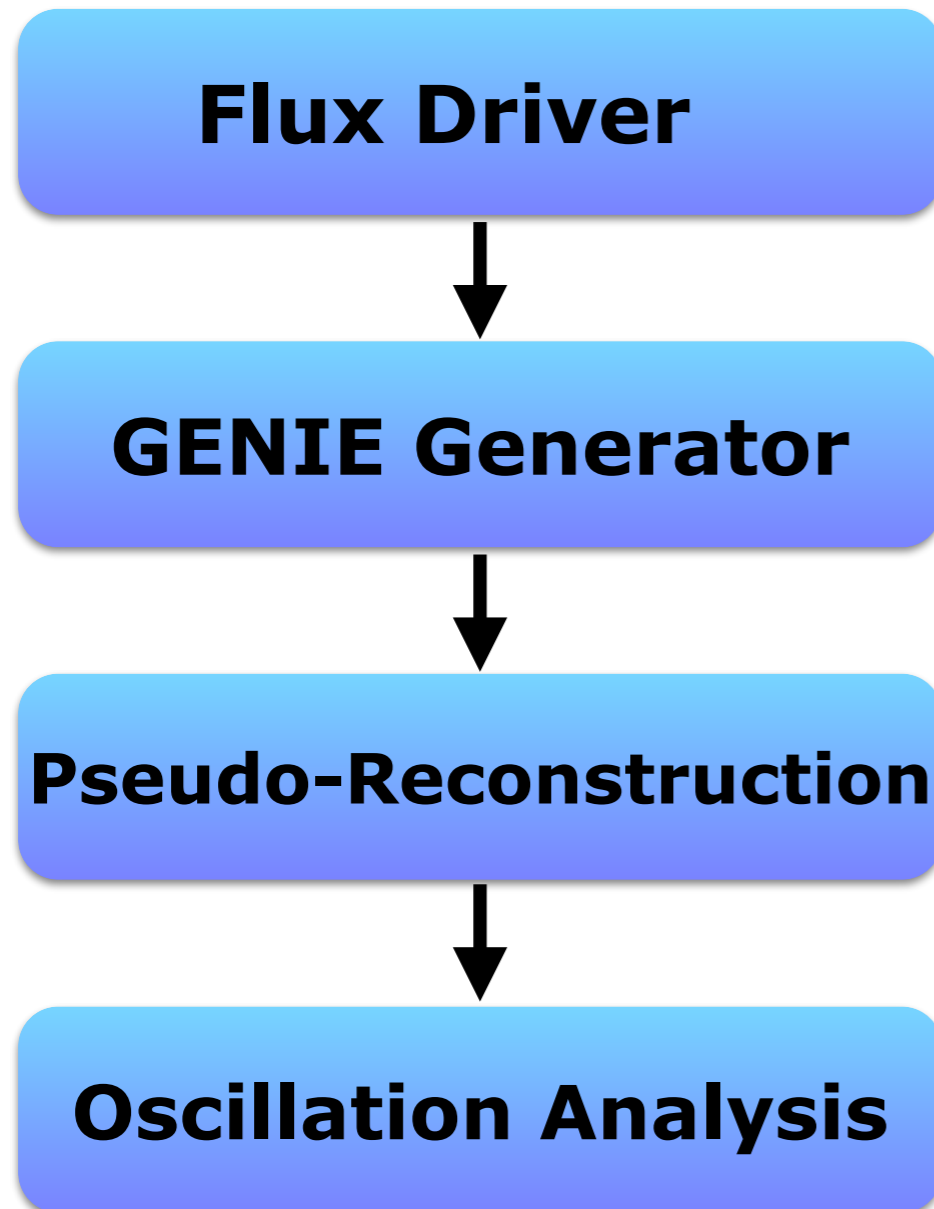 Flux Driver
GENIE Generator
Pseudo-Reconstruction
Oscillation Analysis